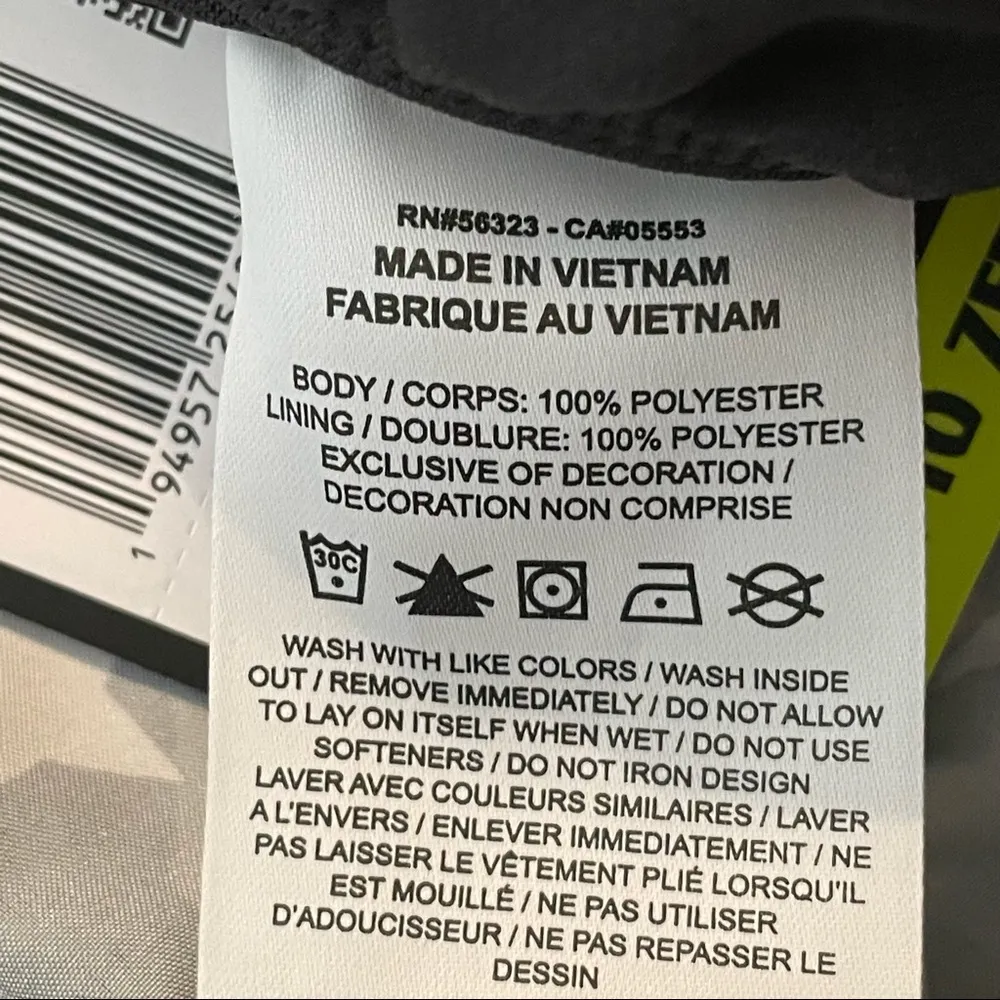 RN#56323 - CA#05553
MADE IN VIETNAM
FABRIQUE AU VIETNAM
BODY / CORPS: 100% POLYESTER
LINING / DOUBLURE: 100% POLYESTER
EXCLUSIVE OF DECORATION /
DECORATION NON COMPRISE
30C
WASH WITH LIKE COLORS / WASH INSIDE
OUT / REMOVE IMMEDIATELY / DO NOT ALLOW
TO LAY ON ITSELF WHEN WET / DO NOT USE
SOFTENERS / DO NOT IRON DESIGN
LAVER AVEC COULEURS SIMILAIRES / LAVER
A L'ENVERS / ENLEVER IMMEDIATEMENT / NE
PAS LAISSER LE VÊTEMENT PLIÉ LORSQU'IL
EST MOUILLÉ / NE PAS UTILISER
D'ADOUCISSEUR / NE PAS REPASSER LE
DESSIN
1 94957